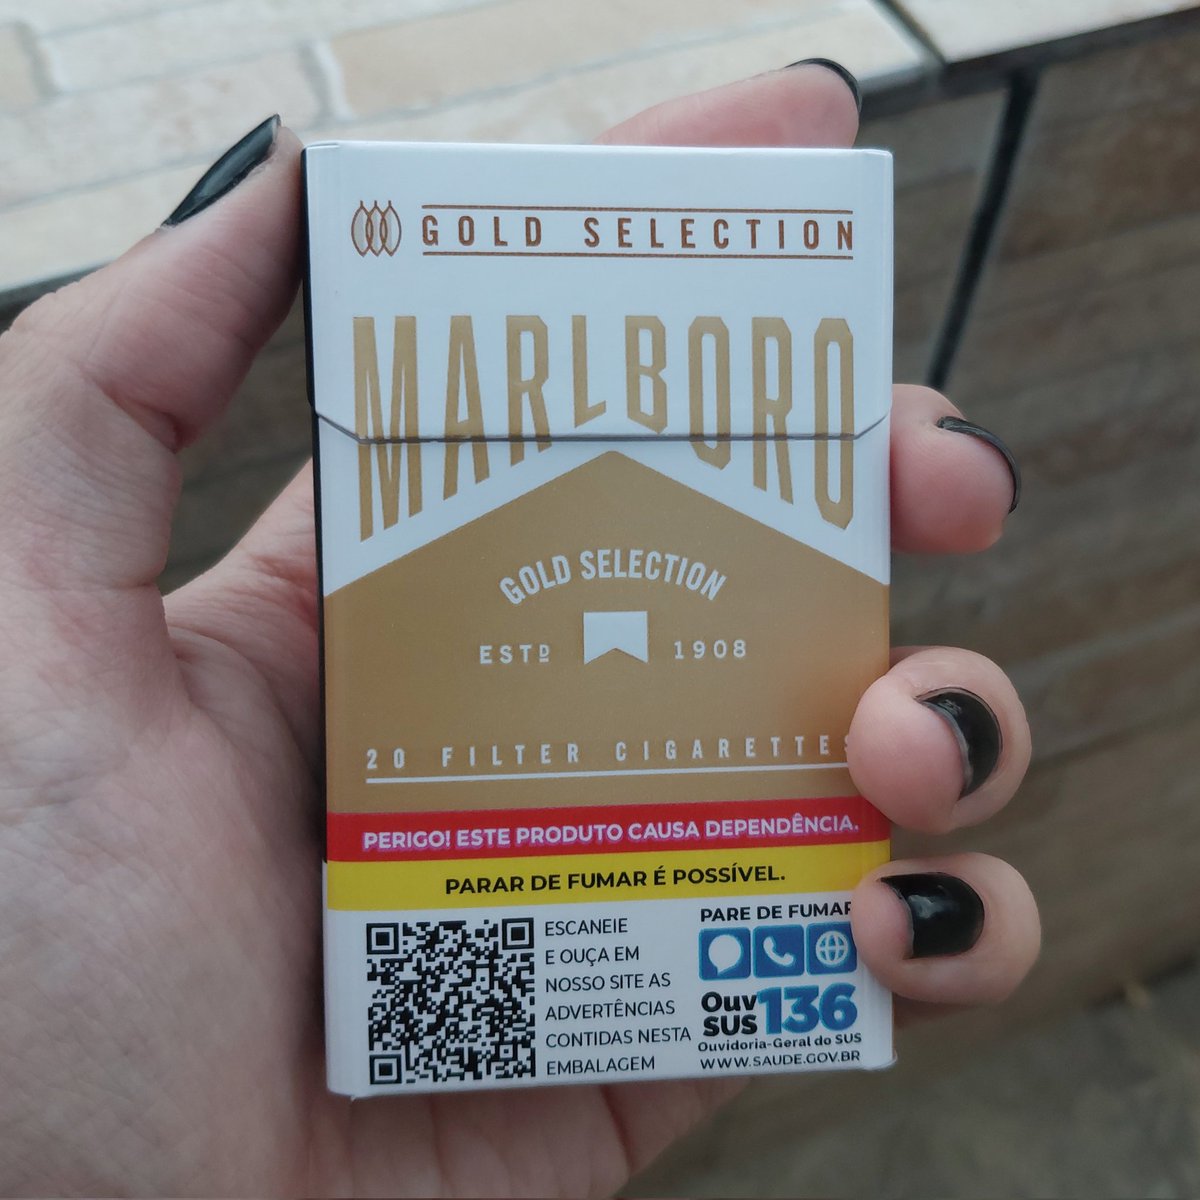 GOLD SELECTION
MARLBORO
GOLD SELECTION
ESTD 1908
20 FILTER CIGARETTES
PERIGO! ESTE PRODUTO CAUSA DEPENDÊNCIA.
PARAR DE FUMAR É POSSÍVEL.
ESCANEIE
E OUÇA EM
NOSSO SITE AS
ADVERTÊNCIAS
CONTIDAS NESTA
EMBALAGEM
PARE DE FUMAR
Ouv
SUS 136
Ouvidoria-Geral do SUS
WWW.SAUDE.GOV.BR